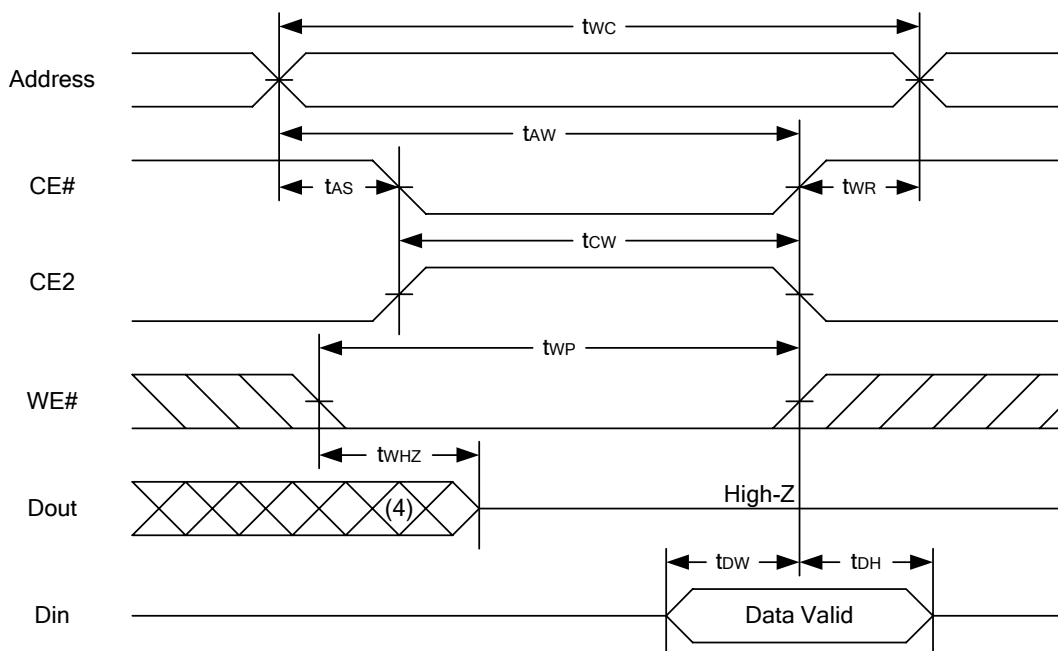 tWC
Address
tAW
CE#
tAS
tWR
tCW
CE2
tWP
WE#
tWHZ
Dout
(4)
High-Z
tDW
tDH
Din
Data Valid